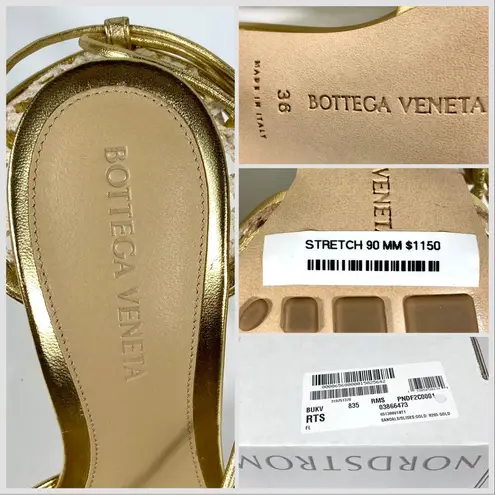 BOTTEGA VENETA
MADE IN ITALY
36
BOTTEGA VENETA
VENETA
STRETCH 90 MM $1150
BUKV 835 RMS PNDF2C0001
RTS 03866473
FL
NORDSTROM